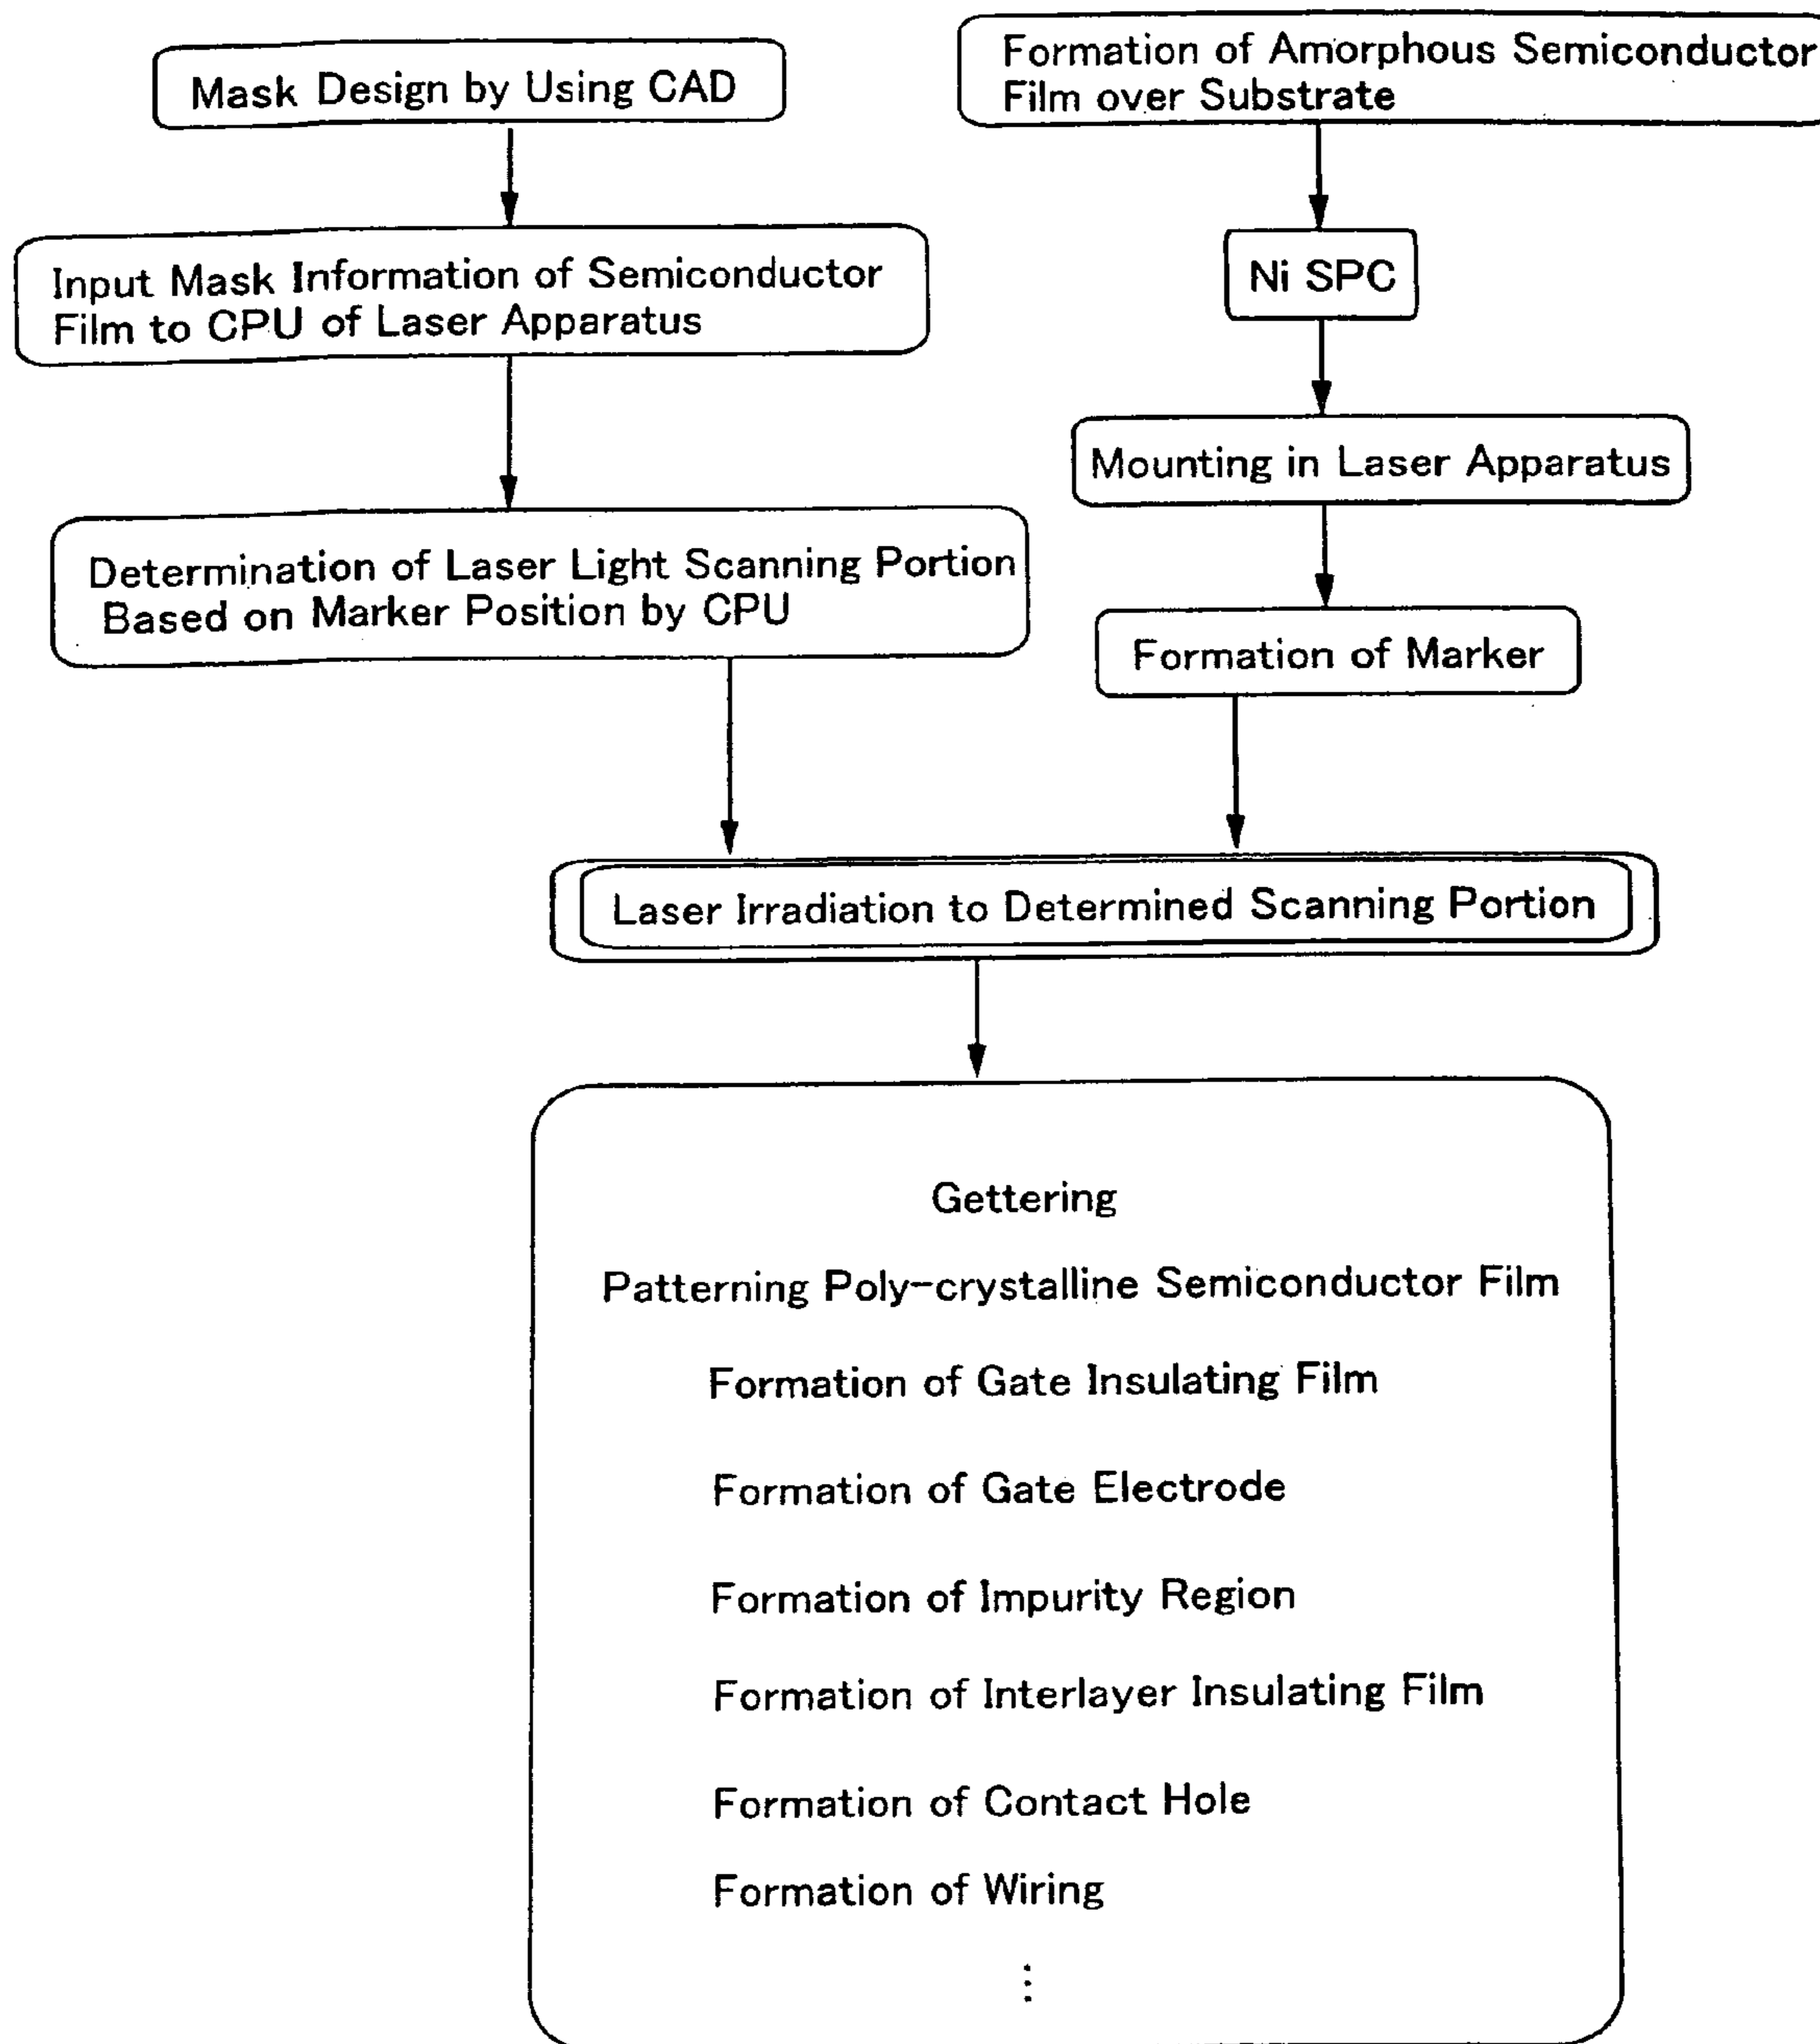 Mask Design by Using CAD
Input Mask Information of Semiconductor
Film to CPU of Laser Apparatus
Determination of Laser Light Scanning Portion
Based on Marker Position by CPU
Formation of Amorphous Semiconductor
Film over Substrate
Ni SPC
Mounting in Laser Apparatus
Formation of Marker
Laser Irradiation to Determined Scanning Portion
Gettering
Patterning Poly-crystalline Semiconductor Film
Formation of Gate Insulating Film
Formation of Gate Electrode
Formation of Impurity Region
Formation of Interlayer Insulating Film
Formation of Contact Hole
Formation of Wiring
⋮